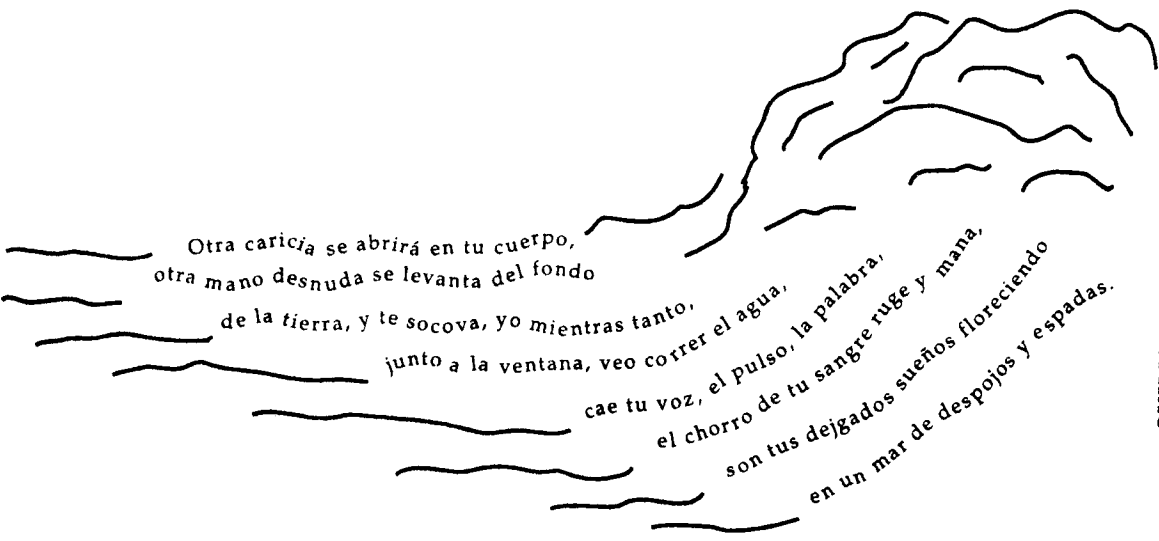 Otra caricia se abrirá en tu cuerpo,
otra mano desnuda se levanta del fondo
de la tierra, y te socova, yo mientras tanto,
junto a la ventana, veo correr el agua,
cae tu voz, el pulso, la palabra,
el chorro de tu sangre ruge y mana,
son tus dejgados sueños floreciendo
en un mar de despojos y espadas.